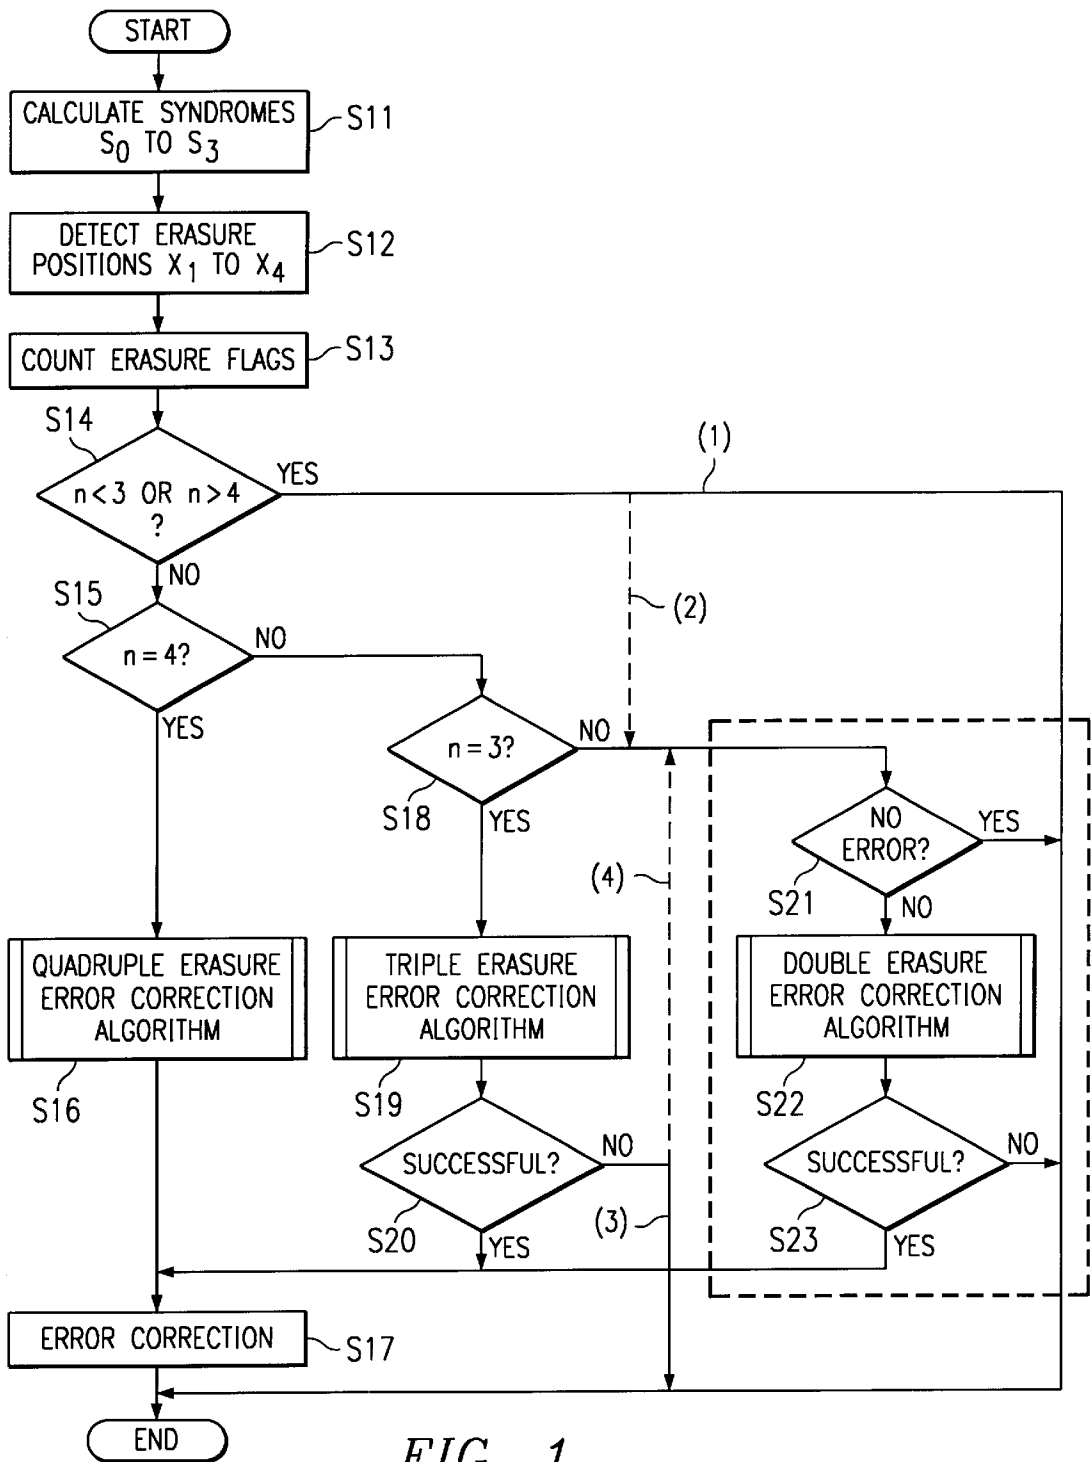 START
CALCULATE SYNDROMES
S0 TO S3
S11
DETECT ERASURE
POSITIONS X1 TO X4
S12
COUNT ERASURE FLAGS
S13
S14
n<3 OR n>4
?
YES
(1)
NO
(2)
S15
n=4?
NO
YES
n=3?
NO
S18
YES
NO
ERROR?
YES
S21
NO
(4)
QUADRUPLE ERASURE
ERROR CORRECTION
ALGORITHM
S16
TRIPLE ERASURE
ERROR CORRECTION
ALGORITHM
S19
DOUBLE ERASURE
ERROR CORRECTION
ALGORITHM
S22
SUCCESSFUL?
NO
S20
YES
(3)
SUCCESSFUL?
NO
S23
YES
ERROR CORRECTION
S17
END
FIG. 1